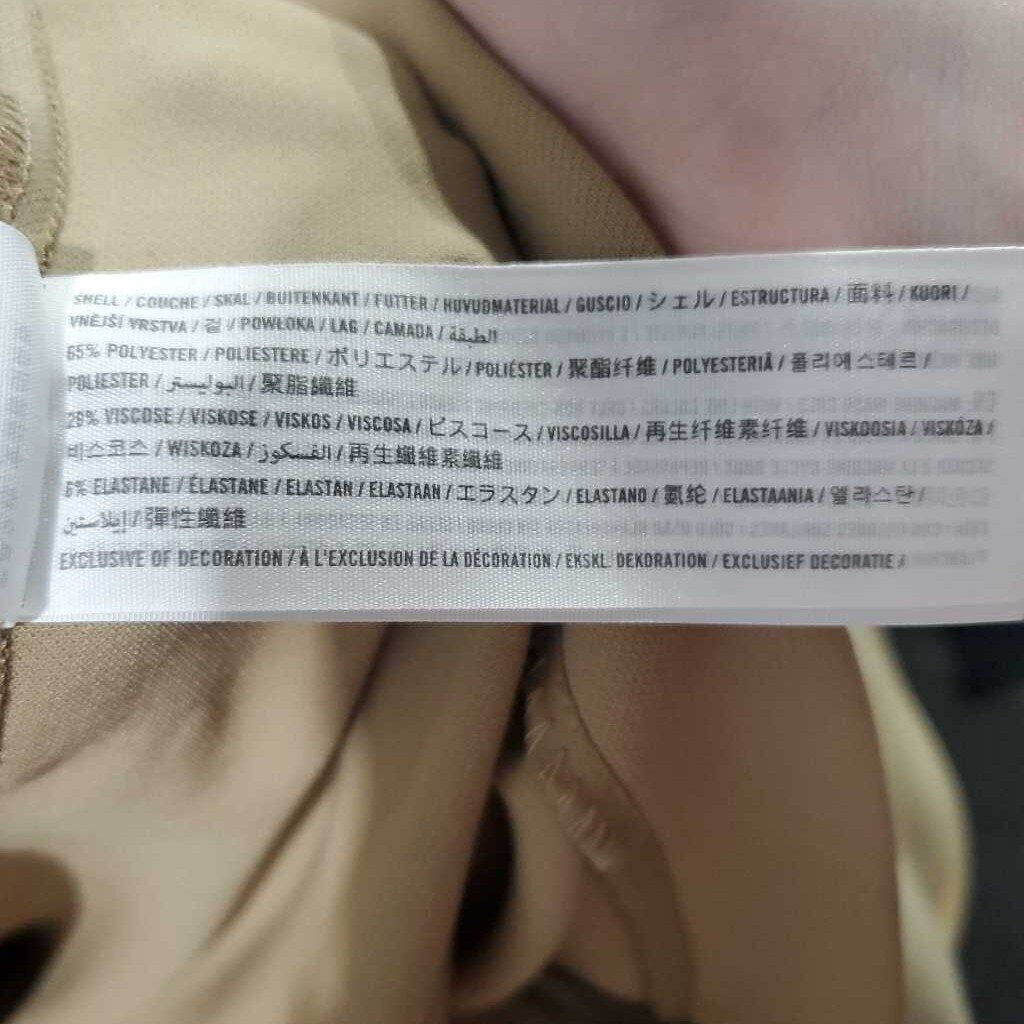 SHELL / COUCHE / SKAL / BUITENKANT / FUTTER / HUVUDMATERIAL / GUSCIO / シェル / ESTRUCTURA / 面料 / KUORI /
VNĚJŠÍ VRSTVA / 겉 / POWŁOKA / LAG / CAMADA / الطبقة
65% POLYESTER / POLIESTERE / ポリエステル / POLIÉSTER / 聚酯纤维 / POLYESTERIÄ / 폴리에스테르 /
POLIESTER / البوليستر / 聚脂纖維
% VISCOSE / VISKOSE / VISKOS / VISCOSA / ビスコース / VISCOSILLA / 再生纤维素纤维 / VISKOOSIA / VISKÓZA /
비스코스 / WISKOZA / الفسكوز / 再生纖維素纖維
6% ELASTANE / ÉLASTANE / ELASTAN / ELASTAAN / エラスタン / ELASTANO / 氨纶 / ELASTAANIA / 엘라스탄 /
إيلاستين / 彈性纖維
EXCLUSIVE OF DECORATION / À L'EXCLUSION DE LA DÉCORATION / EKSKL. DEKORATION / EXCLUSIEF DECORATIE /